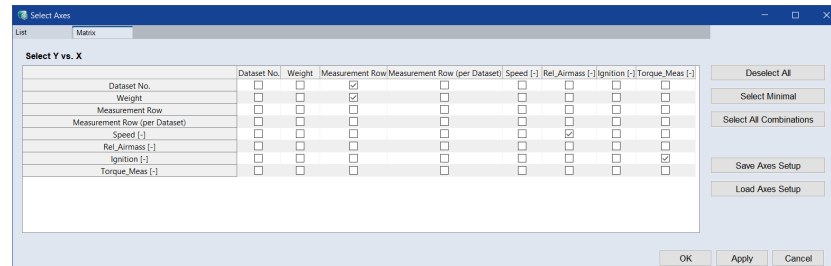 Select Axes
List Matrix
Select Y vs. X
Dataset No. Weight Measurement Row Measurement Row (per Dataset) Speed [-] Rel_Airmass [-] Ignition [-] Torque_Meas [-]
Dataset No.
Weight
Measurement Row
Measurement Row (per Dataset)
Speed [-]
Rel_Airmass [-]
Ignition [-]
Torque_Meas [-]
Deselect All
Select Minimal
Select All Combinations
Save Axes Setup
Load Axes Setup
OK Apply Cancel